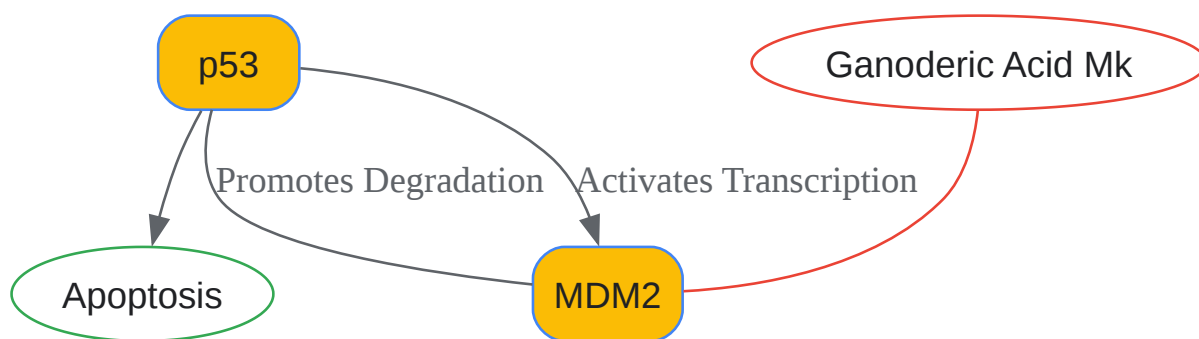 p53
Ganoderic Acid Mk
Promotes Degradation
Activates Transcription
Apoptosis
MDM2